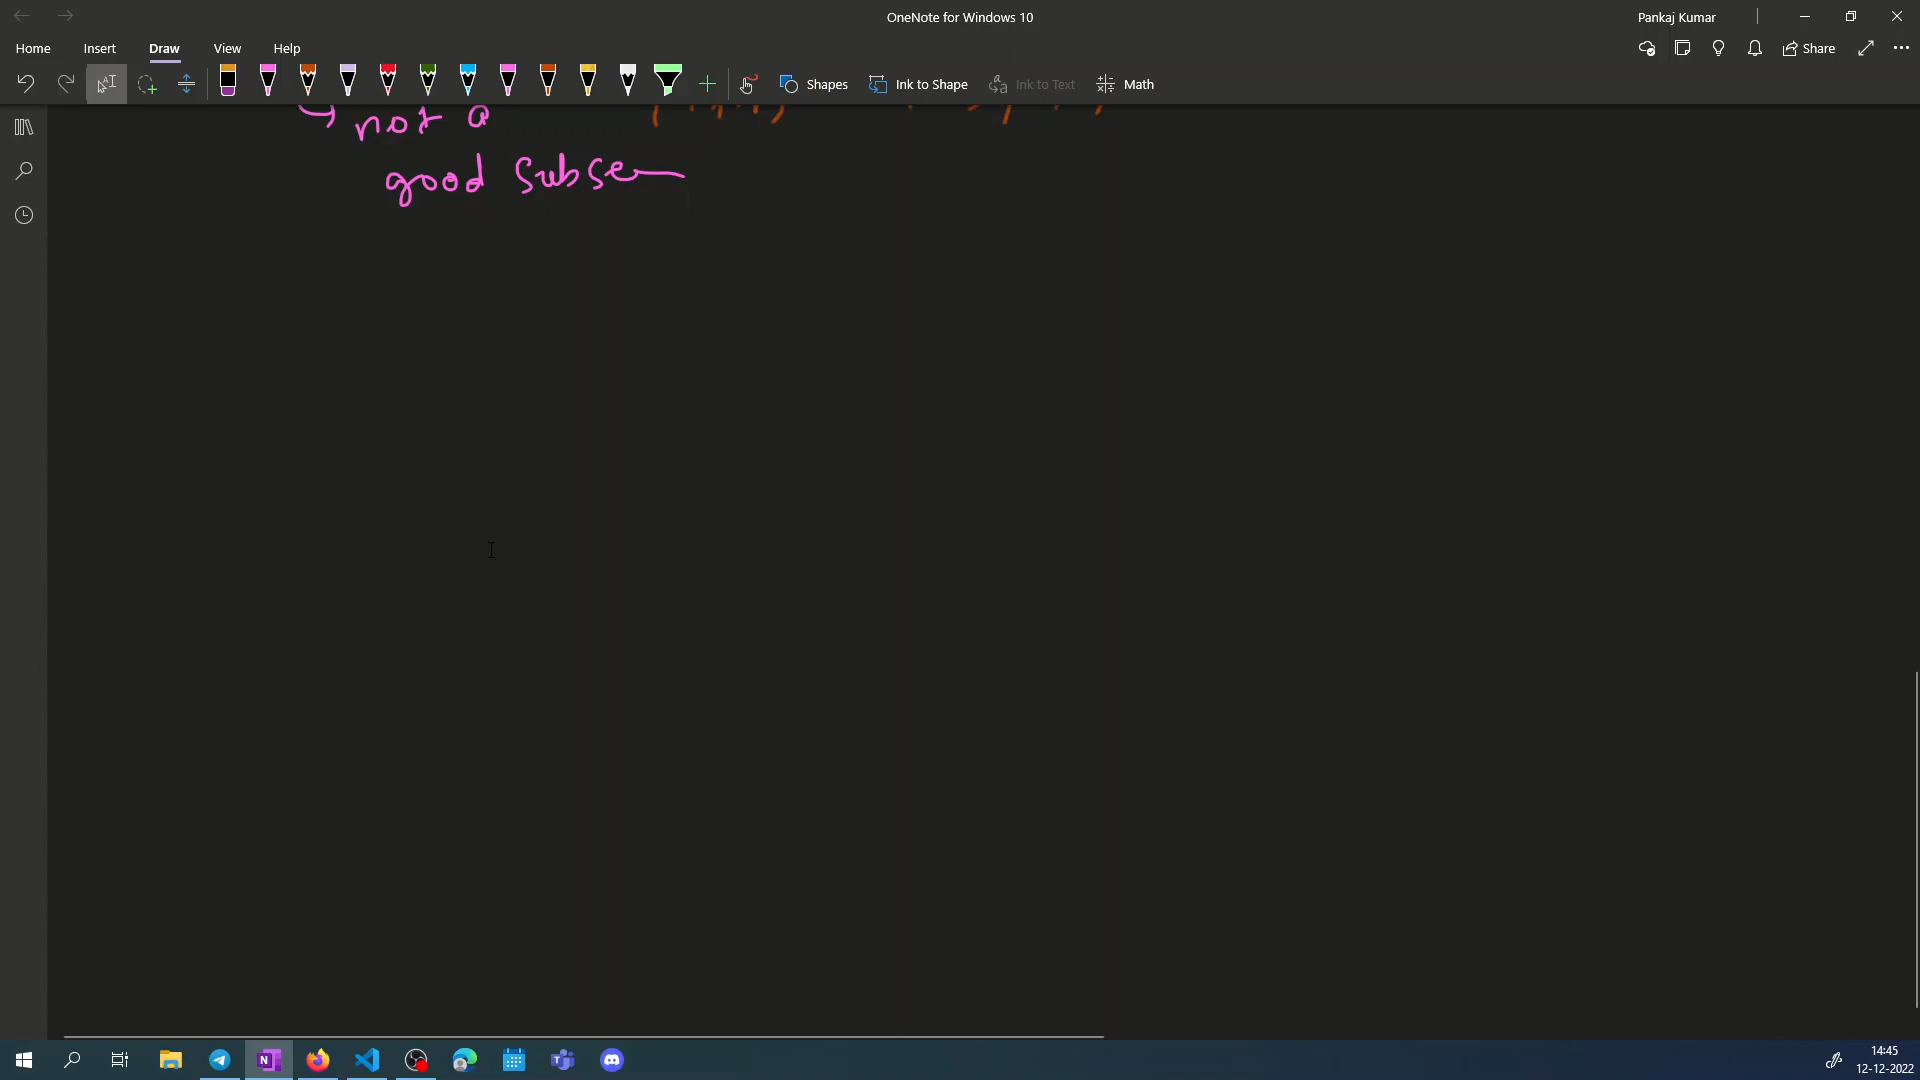 OneNote for Windows 10
Pankaj Kumar
Home Insert Draw View Help
Share
Shapes Ink to Shape Ink to Text Math
not a
good Subse
14:45
12-12-2022